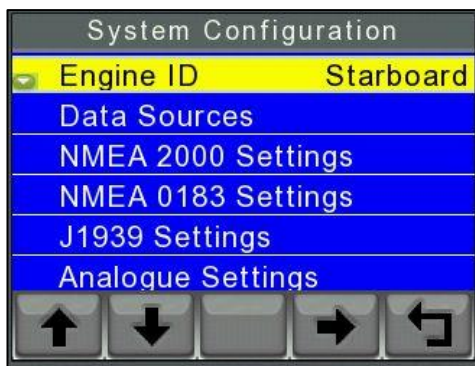 System Configuration
Engine ID Starboard
Data Sources
NMEA 2000 Settings
NMEA 0183 Settings
J1939 Settings
Analogue Settings